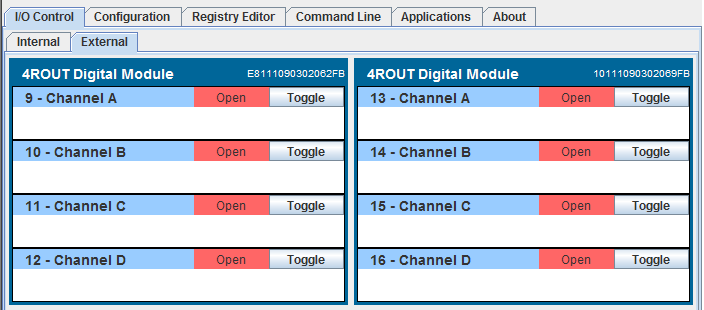 I/O Control Configuration Registry Editor Command Line Applications About
Internal External
4ROUT Digital Module E8111090302062FB
9 - Channel A Open Toggle
10 - Channel B Open Toggle
11 - Channel C Open Toggle
12 - Channel D Open Toggle
4ROUT Digital Module 10111090302069FB
13 - Channel A Open Toggle
14 - Channel B Open Toggle
15 - Channel C Open Toggle
16 - Channel D Open Toggle